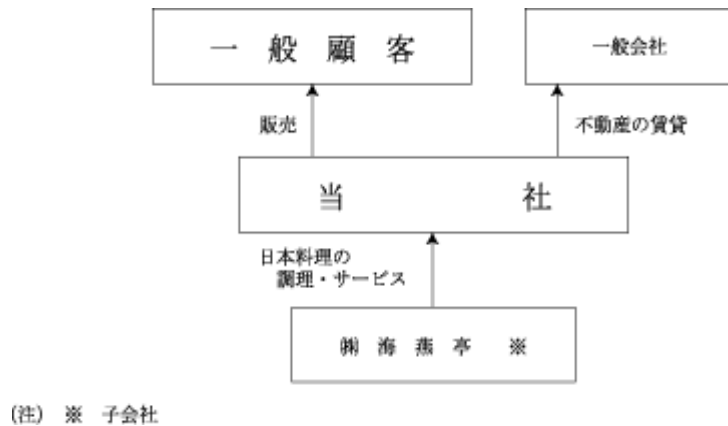 一 般 顧 客
一般会社
販売
不動産の賃貸
当 社
日本料理の
調理・サービス
㈱ 海 燕 亭 ※
(注) ※ 子会社